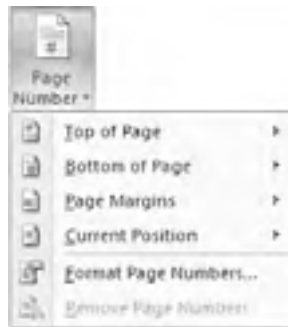 #
Page
Number
Top of Page
Bottom of Page
Page Margins
Current Position
Format Page Numbers...
Remove Page Numbers